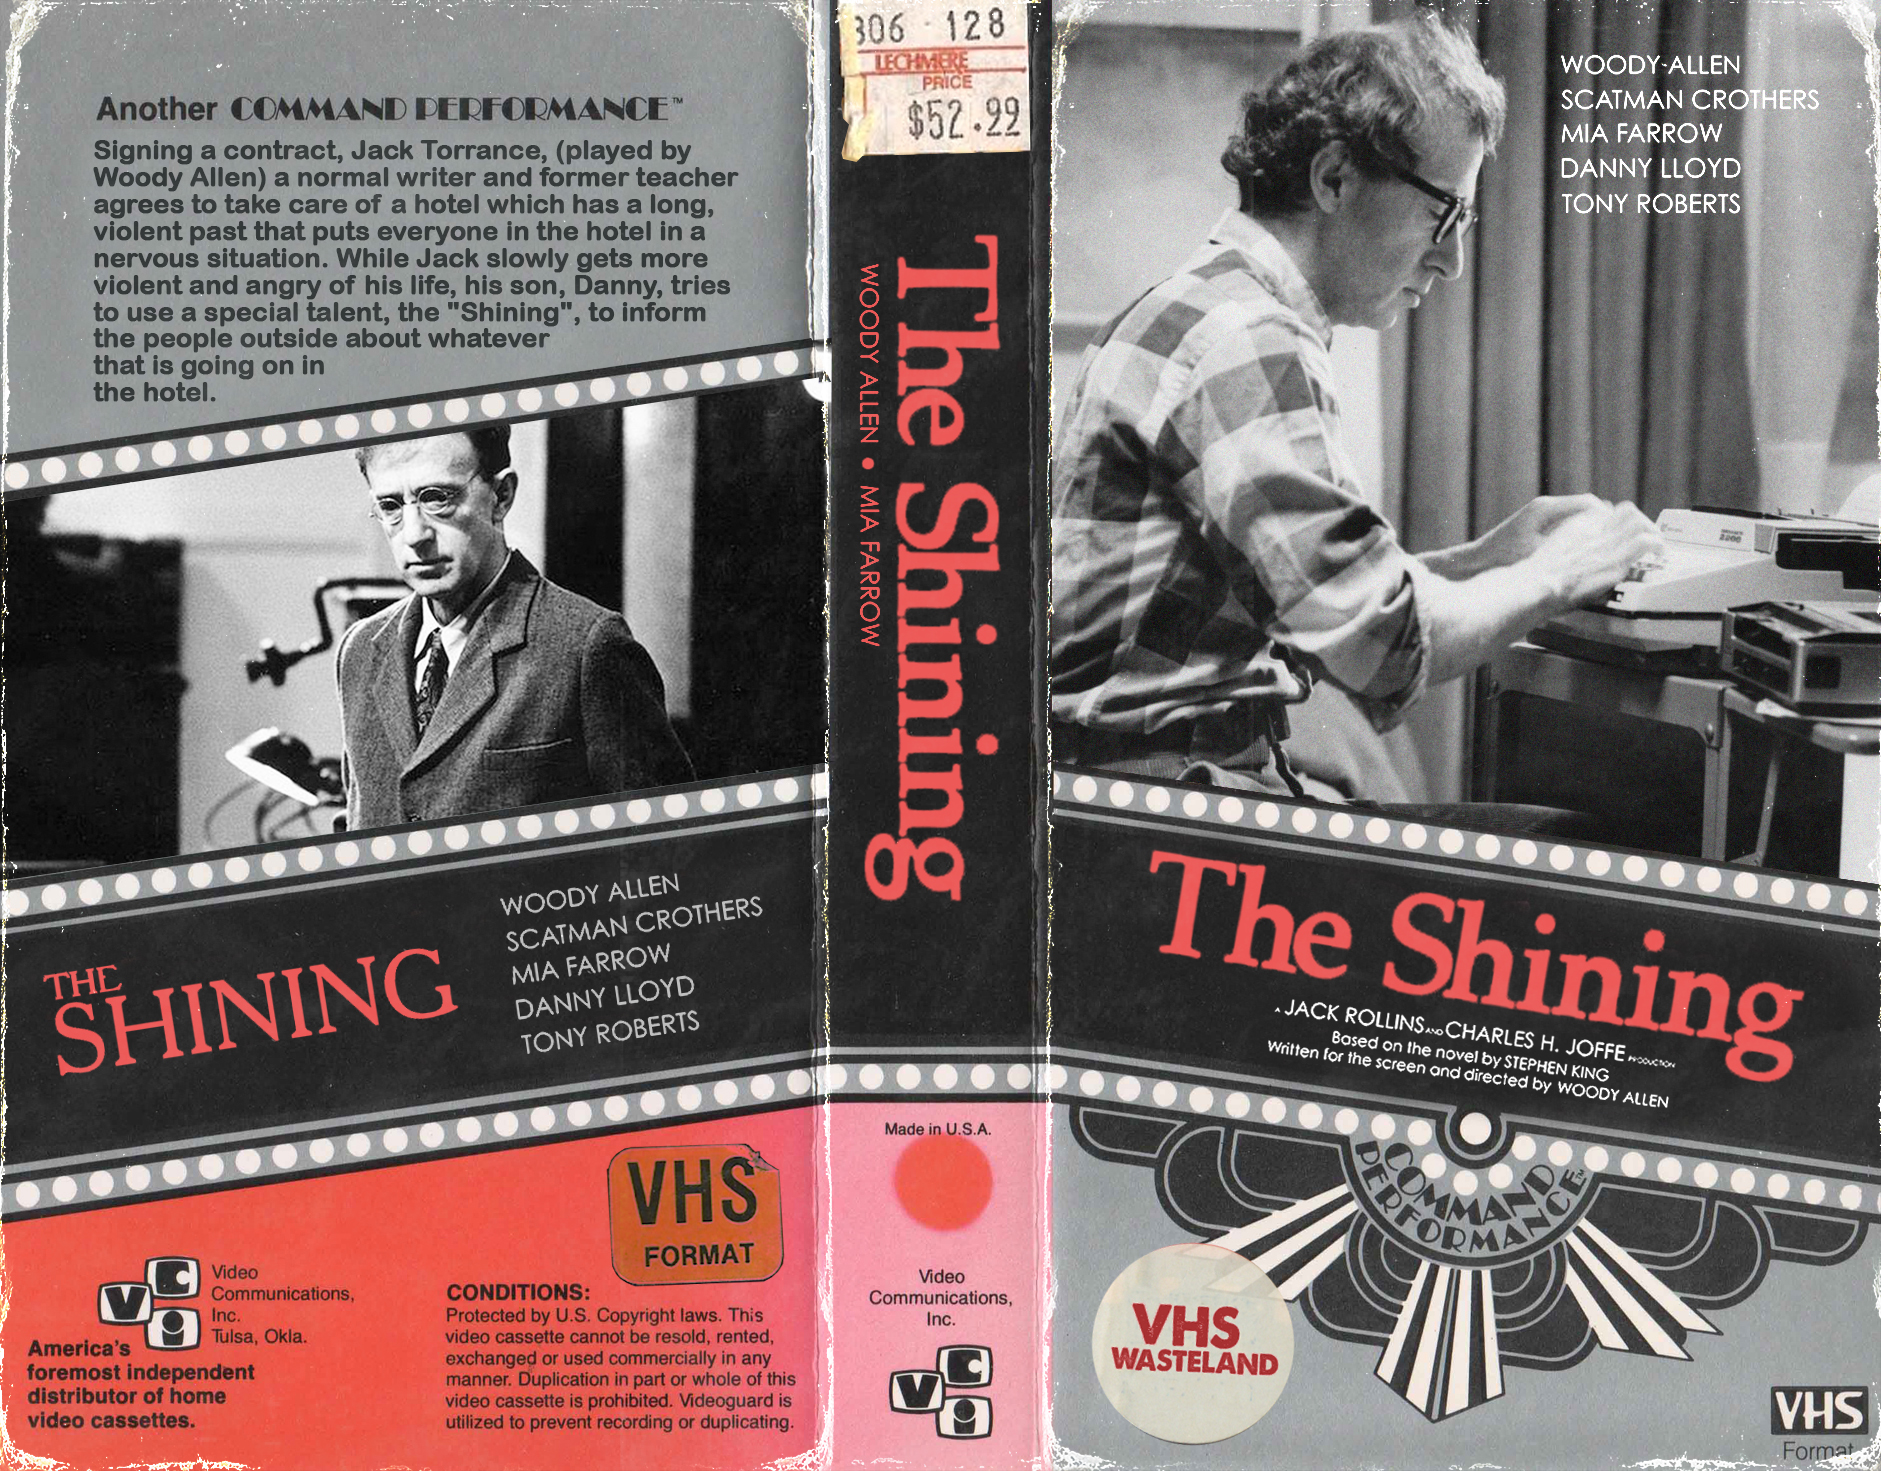 Another COMMAND PERFORMANCE™
Signing a contract, Jack Torrance, (played by
Woody Allen) a normal writer and former teacher
agrees to take care of a hotel which has a long,
violent past that puts everyone in the hotel in a
nervous situation. While Jack slowly gets more
violent and angry of his life, his son, Danny, tries
to use a special talent, the "Shining", to inform
the people outside about whatever
that is going on in
the hotel.
THE
SHINING
WOODY ALLEN
SCATMAN CROTHERS
MIA FARROW
DANNY LLOYD
TONY ROBERTS
VHS
FORMAT
VCI
Video
Communications,
Inc.
Tulsa, Okla.
America's
foremost independent
distributor of home
video cassettes.
CONDITIONS:
Protected by U.S. Copyright laws. This
video cassette cannot be resold, rented,
exchanged or used commercially in any
manner. Duplication in part or whole of this
video cassette is prohibited. Videoguard is
utilized to prevent recording or duplicating.
306 · 128
LECHMERE
PRICE
$52.99
The Shining
WOODY ALLEN • MIA FARROW
Made in U.S.A.
Video
Communications,
Inc.
VCI
WOODY-ALLEN
SCATMAN CROTHERS
MIA FARROW
DANNY LLOYD
TONY ROBERTS
2200
The Shining
A JACK ROLLINS AND CHARLES H. JOFFE PRODUCTION
Based on the novel by STEPHEN KING
Written for the screen and directed by WOODY ALLEN
COMMAND
PERFORMANCE™
VHS
WASTELAND
VHS
Format